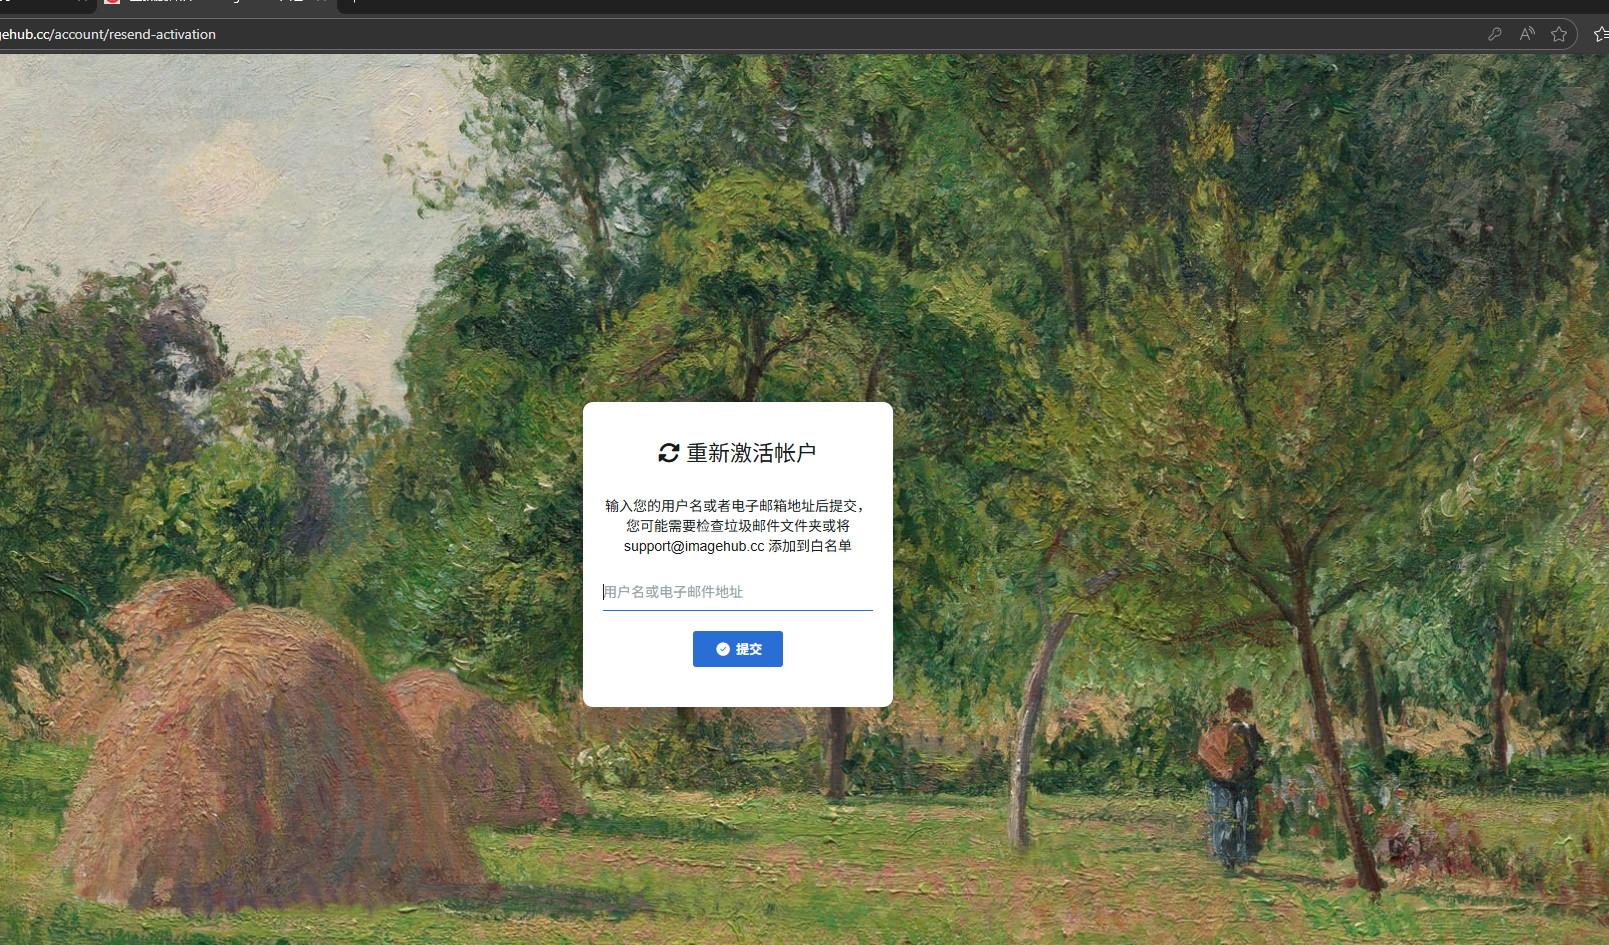 gehub.cc/account/resend-activation
重新激活帐户
输入您的用户名或者电子邮箱地址后提交，
您可能需要检查垃圾邮件文件夹或将
support@imagehub.cc 添加到白名单
用户名或电子邮件地址
提交